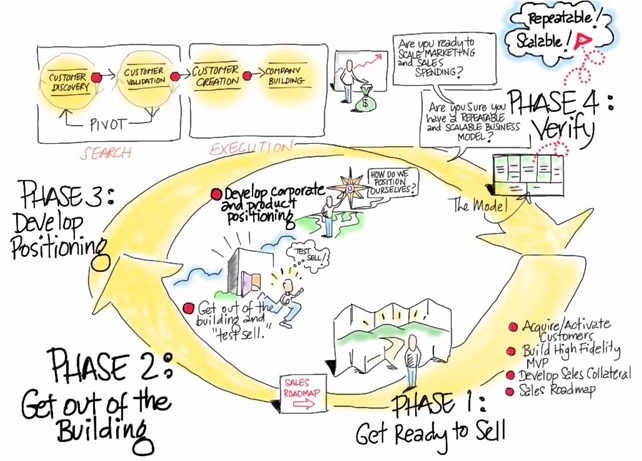 CUSTOMER
DISCOVERY
CUSTOMER
VALIDATION
CUSTOMER
CREATION
COMPANY
BUILDING
PIVOT
SEARCH
EXECUTION
Are you ready to
SCALE MARKETING
and SALES
SPENDING?
$
Repeatable!
Scalable!
Are you sure you
have a REPEATABLE
and SCALABLE BUSINESS
MODEL?
PHASE 4:
Verify
The Model
PHASE 3:
Develop
Positioning
Develop corporate
and product
positioning
HOW DO WE
POSITION
OURSELVES?
TEST
SELL!
Get out of the
building and
"test sell."
PHASE 2:
Get out of the
Building
SALES
ROADMAP
PHASE 1:
Get Ready to Sell
Acquire/Activate
Customers
Build High Fidelity
MVP
Develop Sales Collateral
Sales Roadmap